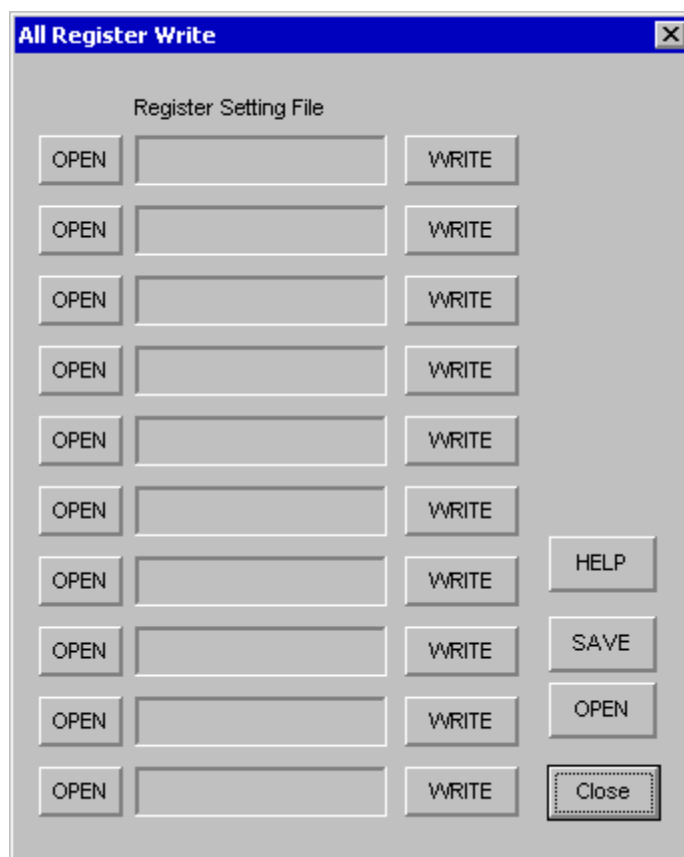 All Register Write
Register Setting File
OPEN WRITE
OPEN WRITE
OPEN WRITE
OPEN WRITE
OPEN WRITE
OPEN WRITE
OPEN WRITE HELP
OPEN WRITE SAVE
OPEN WRITE OPEN
OPEN WRITE Close